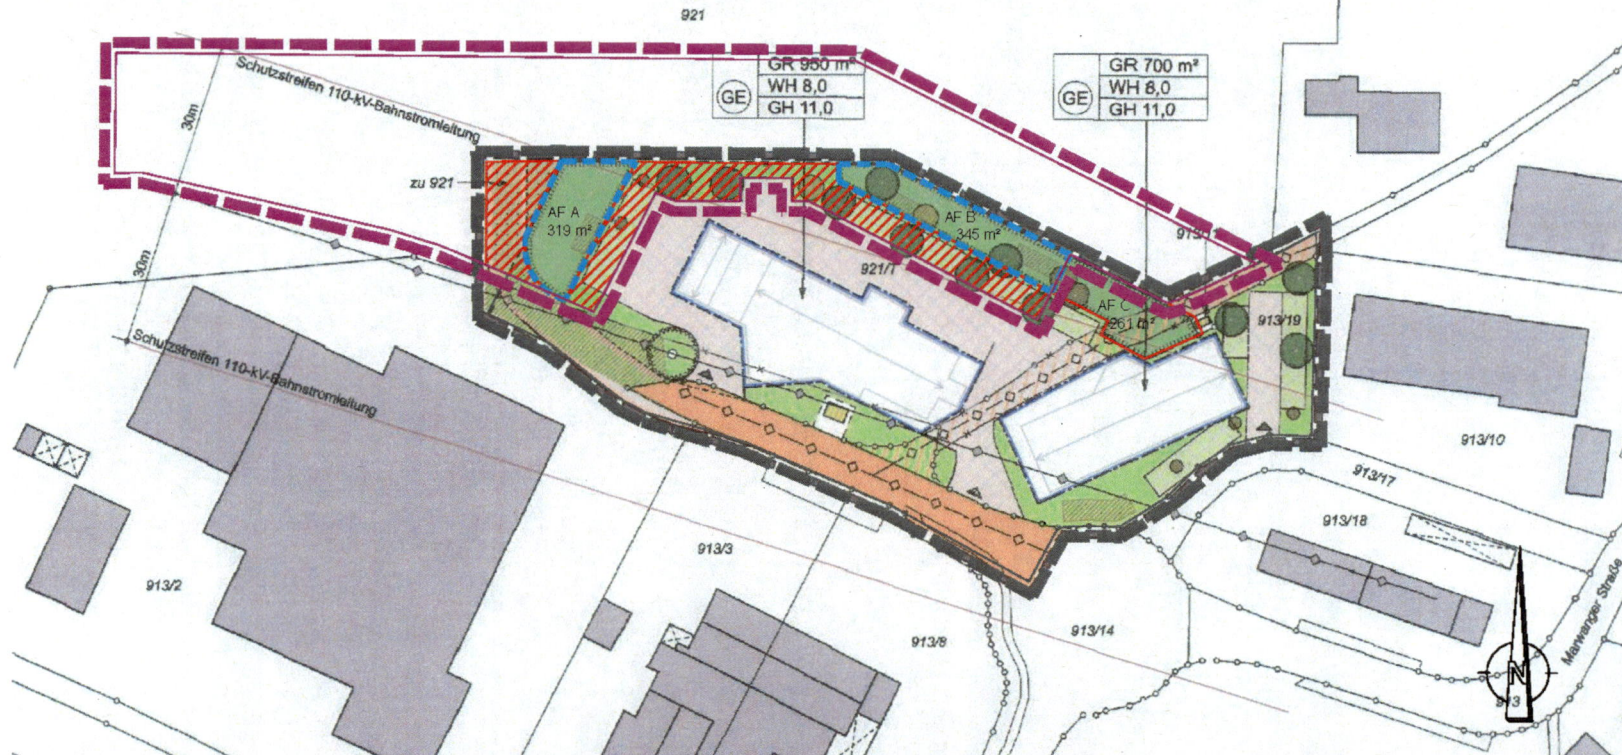 921
Schutzstreifen 110-kV-Bahnstromleitung
30m
GE
GR 950 m²
WH 8,0
GH 11,0
GE
GR 700 m²
WH 8,0
GH 11,0
zu 921
AF A
319 m²
AF B
345 m²
921/1
30m
AF C
261 m²
913/19
Schutzstreifen 110-kV-Bahnstromleitung
913/10
913/17
913/18
913/3
913/2
913/8
913/14
Marwanger Straße
N
913